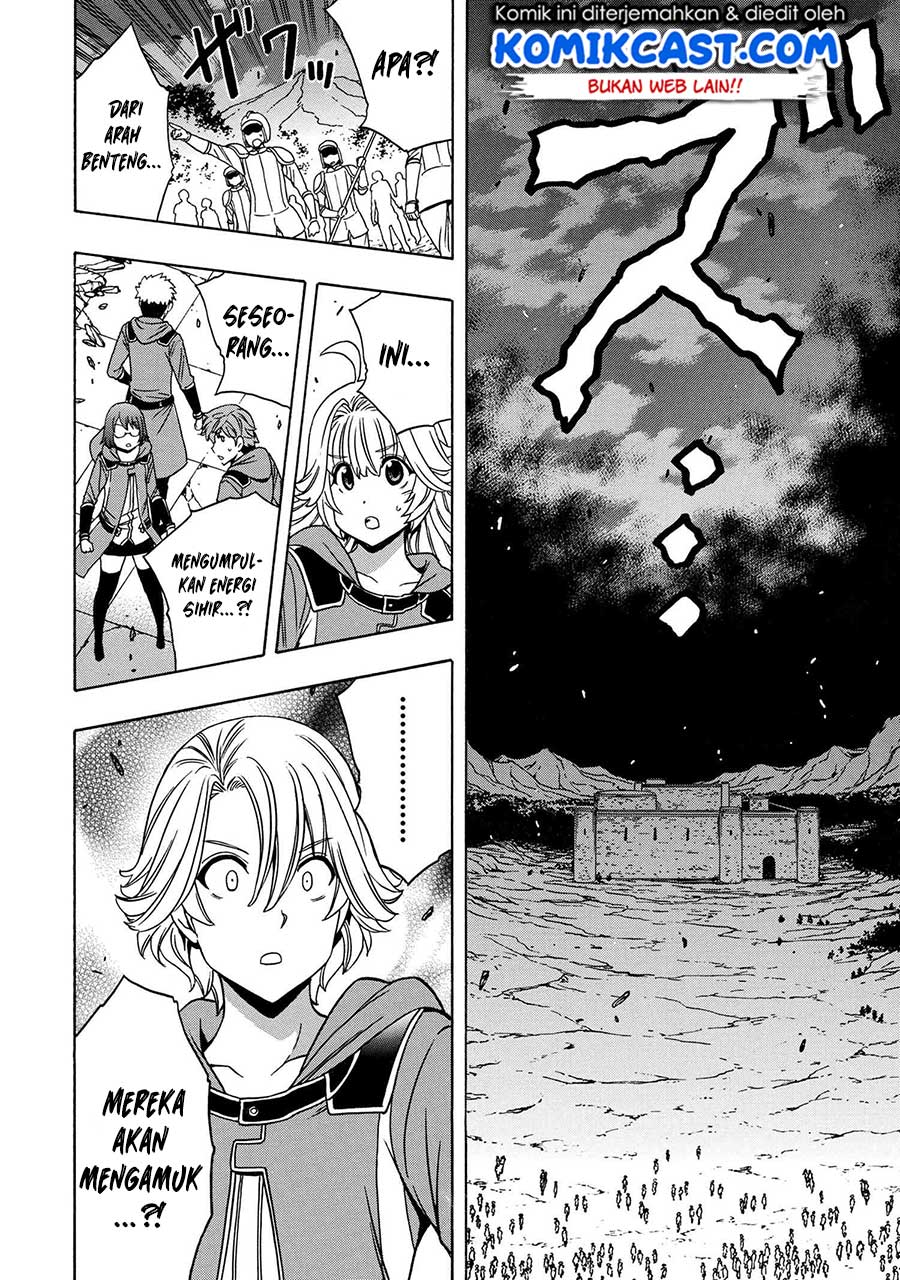 Komik ini diterjemahkan & diedit oleh
KOMIKCAST.COM
BUKAN WEB LAIN!!
ズ...
APA?!
ザワッ
DARI
ARAH
BENTENG...
INI...
SESEO-
RANG...
MENGUMPUL-
KAN ENERGI
SIHIR...?!
..........
MEREKA
AKAN
MENGAMUK
...?!